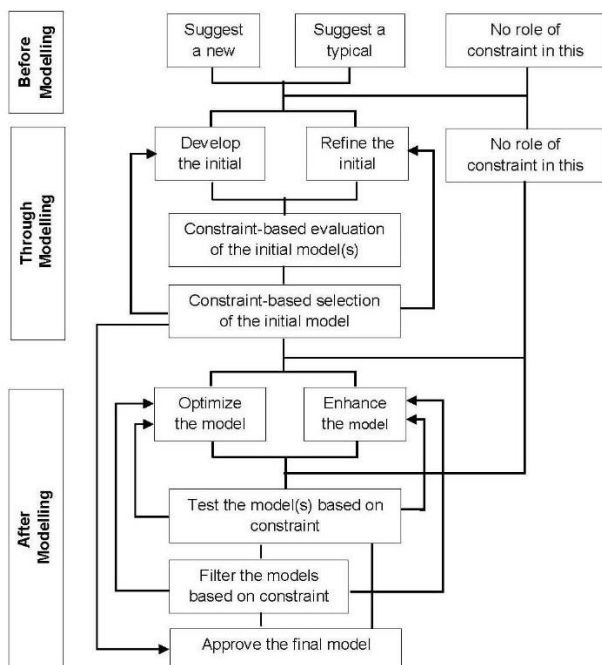 Before
Modelling
Suggest
a new
Suggest a
typical
No role of
constraint in this
Through
Modelling
Develop
the initial
Refine the
initial
No role of
constraint in this
Constraint-based evaluation
of the initial model(s)
Constraint-based selection
of the initial model
After
Modelling
Optimize
the model
Enhance
the model
Test the model(s) based on
constraint
Filter the models
based on constraint
Approve the final model